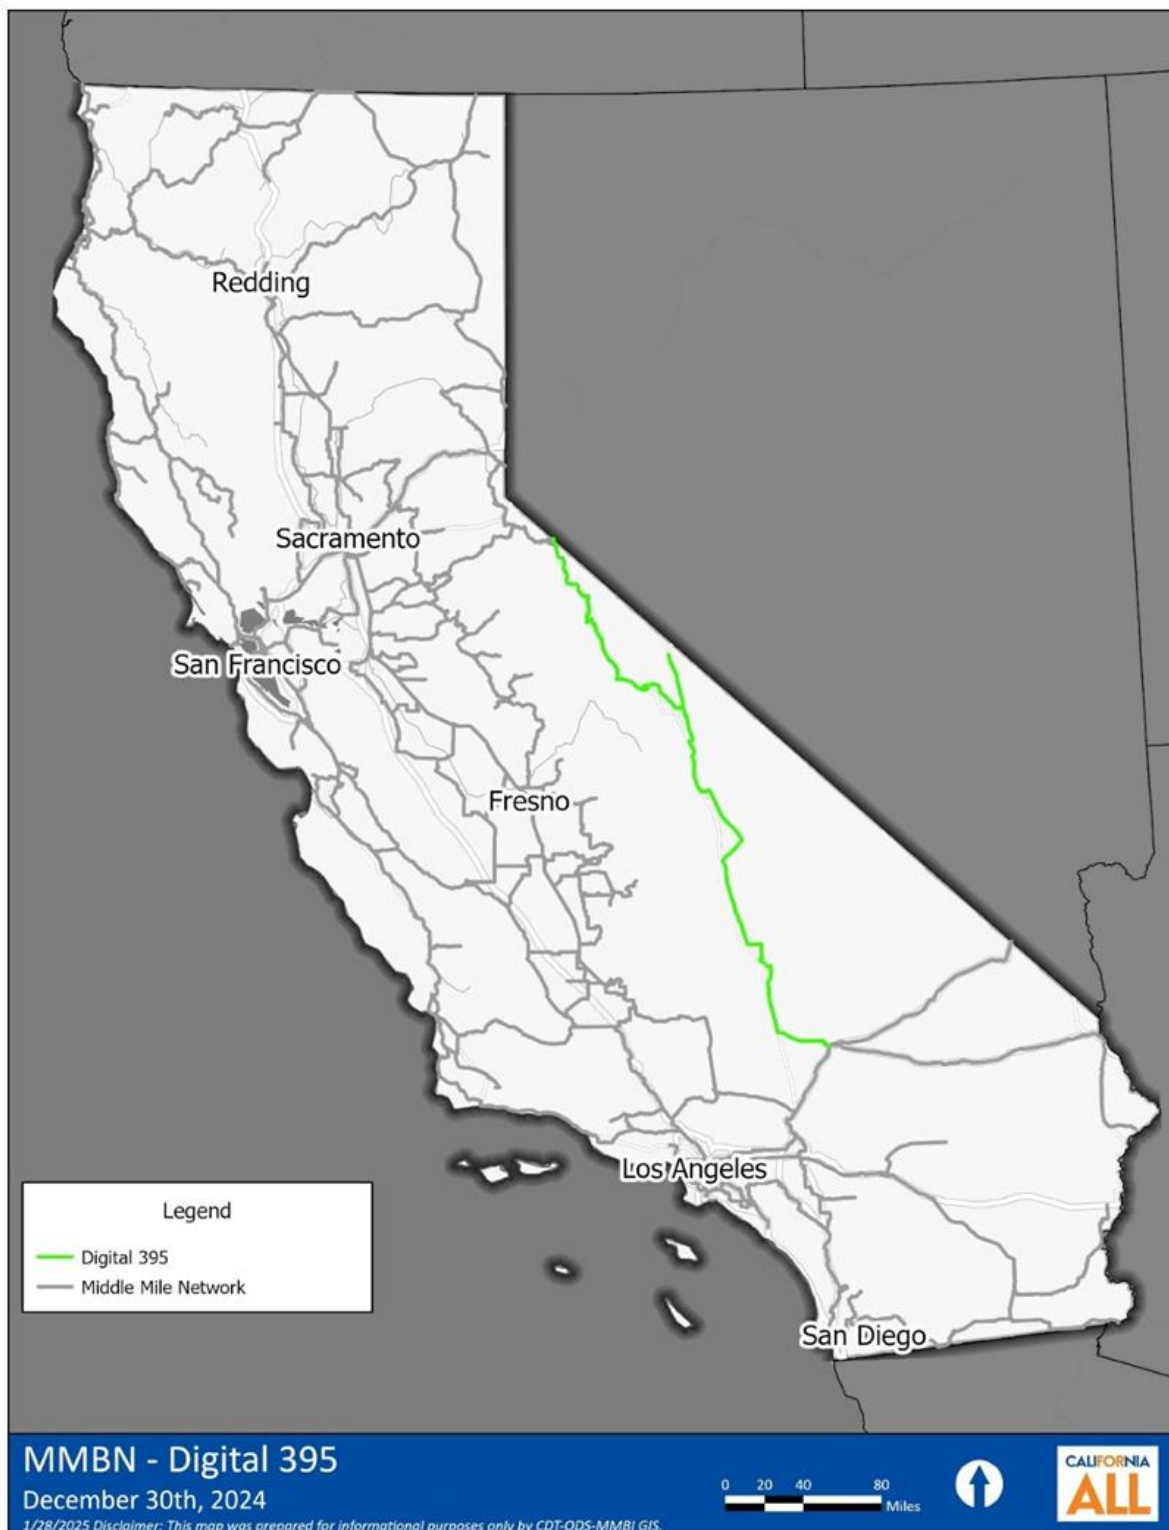 Redding
Sacramento
San Francisco
Fresno
Los Angeles
San Diego
Legend
Digital 395
Middle Mile Network
MMBN - Digital 395
December 30th, 2024
1/28/2025 Disclaimer: This map was prepared for informational purposes only by CDT-ODS-MMBI GIS.
0 20 40 80
Miles
CALIFORNIA
ALL